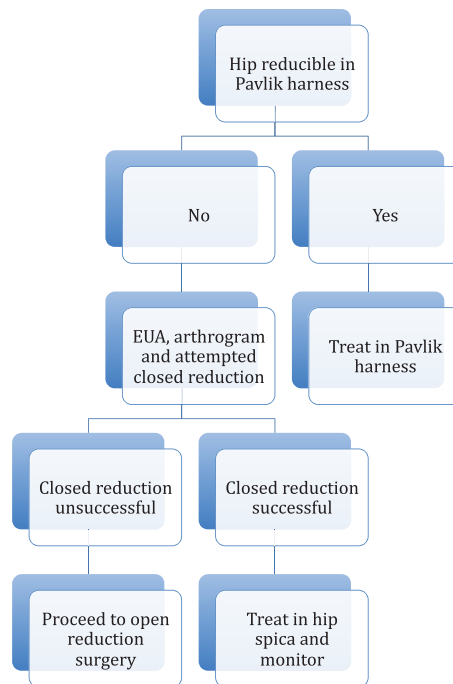 Hip reducible in
Pavlik harness
No
Yes
EUA, arthrogram
and attempted
closed reduction
Treat in Pavlik
harness
Closed reduction
unsuccessful
Closed reduction
successful
Proceed to open
reduction
surgery
Treat in hip
spica and
monitor